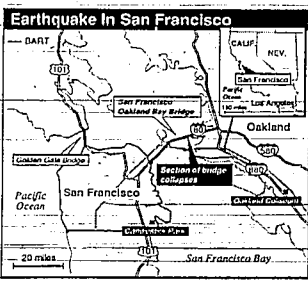 Earthquake In San Francisco
BART
101
CALIF.
NEV.
San Francisco
Pacific
Ocean
Los Angeles
San Francisco
Oakland Bay Bridge
80
Oakland
580
Golden Gate Bridge
Section of bridge
collapses
880
San Francisco
Oakland Coliseum
Pacific
Ocean
Candlestick Park
101
20 miles
San Francisco Bay